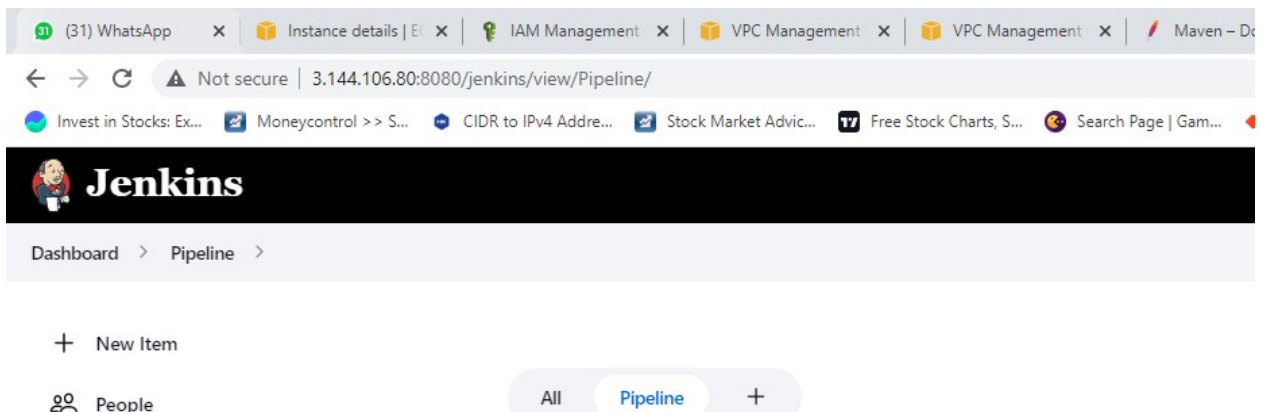 31 (31) WhatsApp Instance details | EC IAM Management VPC Management VPC Management Maven – Do
Not secure | 3.144.106.80:8080/jenkins/view/Pipeline/
Invest in Stocks: Ex... Moneycontrol >> S... CIDR to IPv4 Addre... Stock Market Advic... Free Stock Charts, S... Search Page | Gam...
Jenkins
Dashboard > Pipeline >
+ New Item
All Pipeline +
People